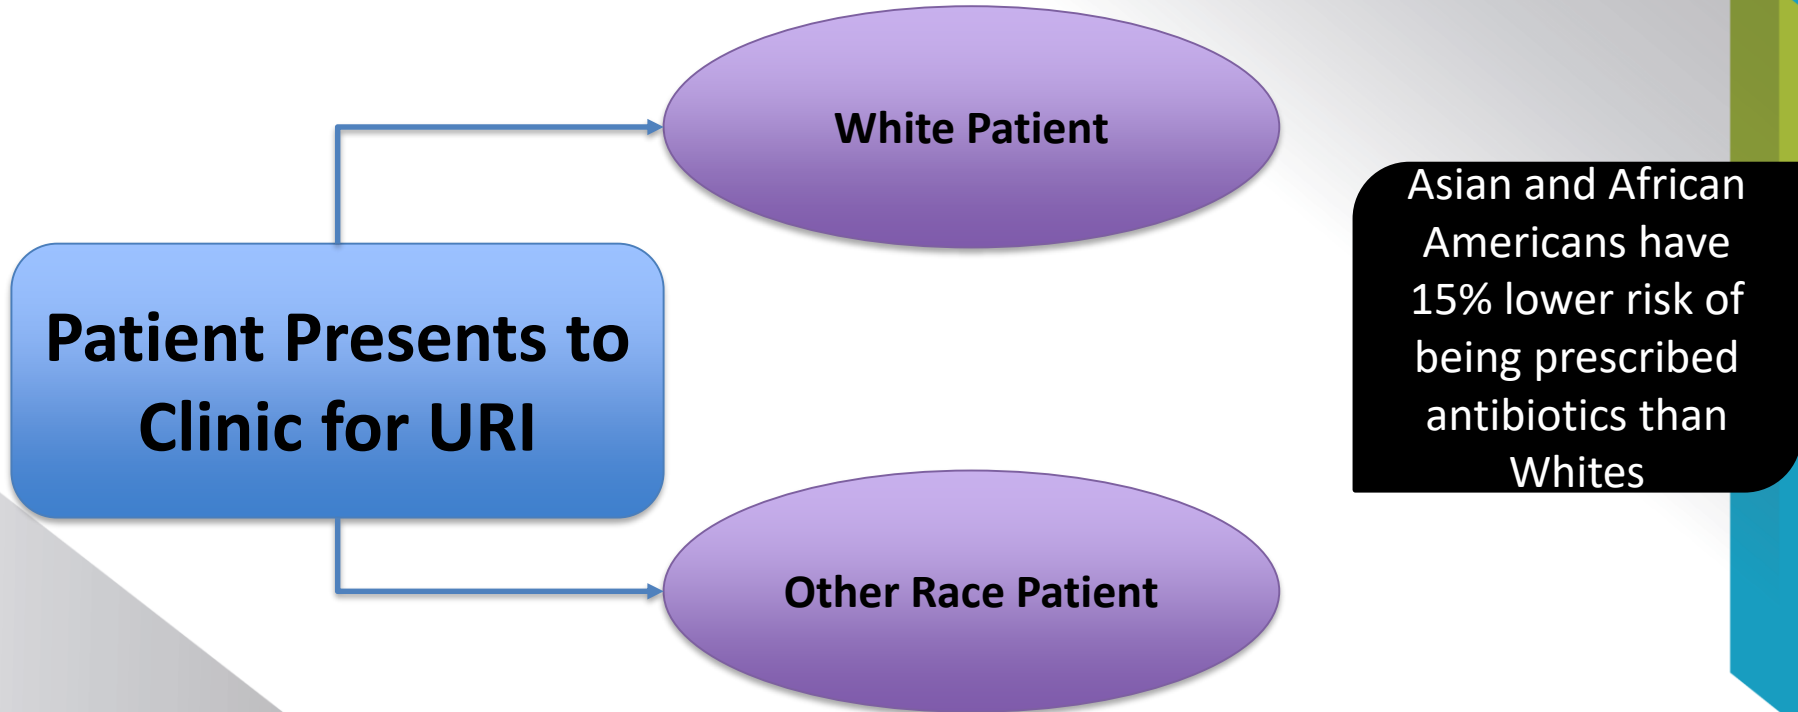 White Patient
Patient Presents to
Clinic for URI
Other Race Patient
Asian and African
Americans have
15% lower risk of
being prescribed
antibiotics than
Whites